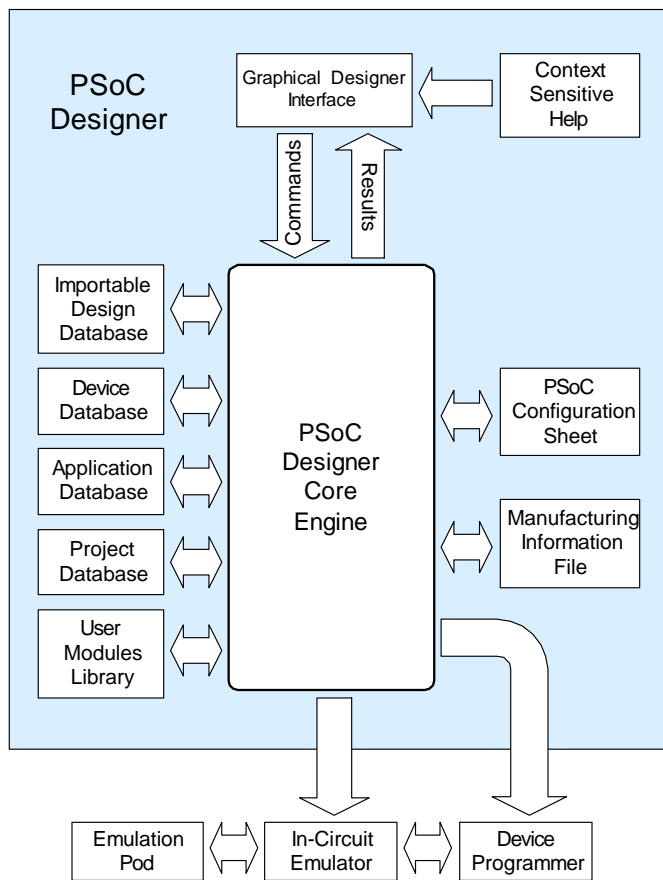 PSoC
Designer
Graphical Designer
Interface
Context
Sensitive
Help
Commands
Results
Importable
Design
Database
Device
Database
Application
Database
Project
Database
User
Modules
Library
PSoC
Designer
Core
Engine
PSoC
Configuration
Sheet
Manufacturing
Information
File
Emulation
Pod
In-Circuit
Emulator
Device
Programmer